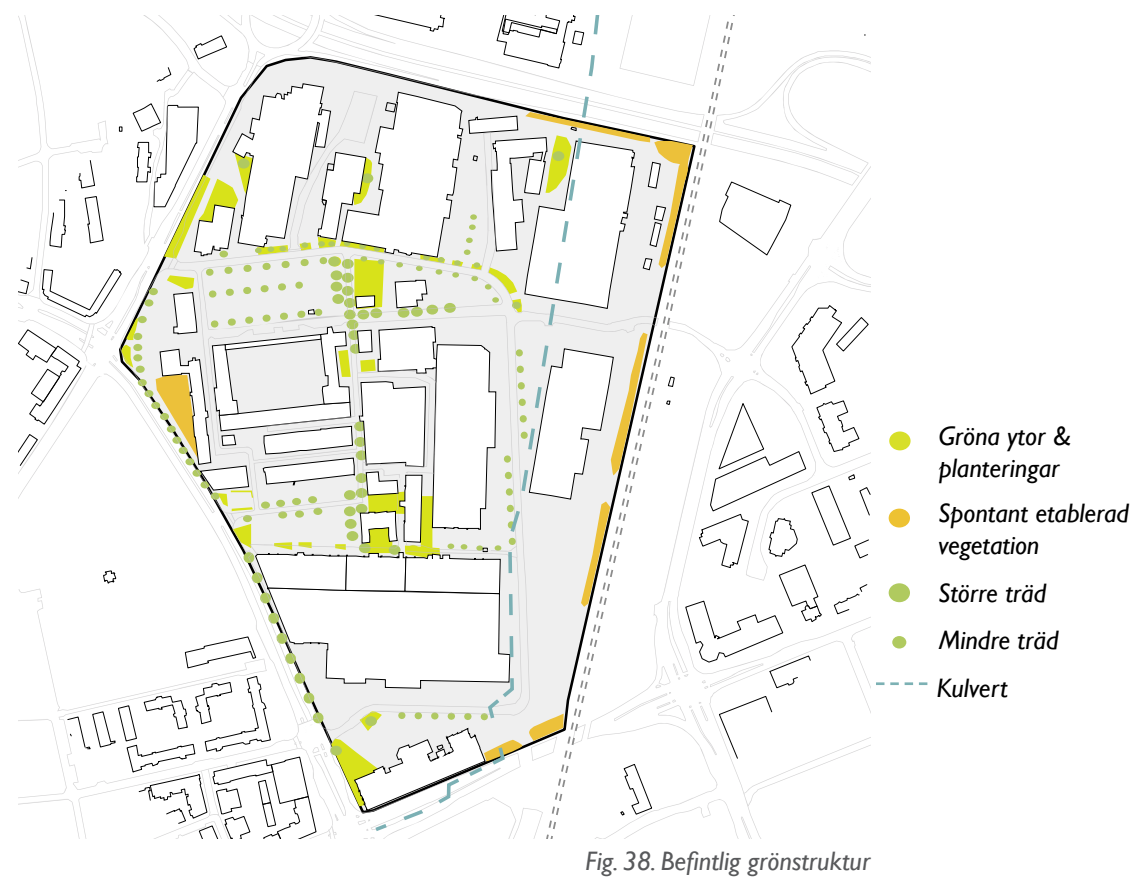 Gröna ytor &
planteringar
Spontant etablerad
vegetation
Större träd
Mindre träd
Kulvert
Fig. 38. Befintlig grönstruktur